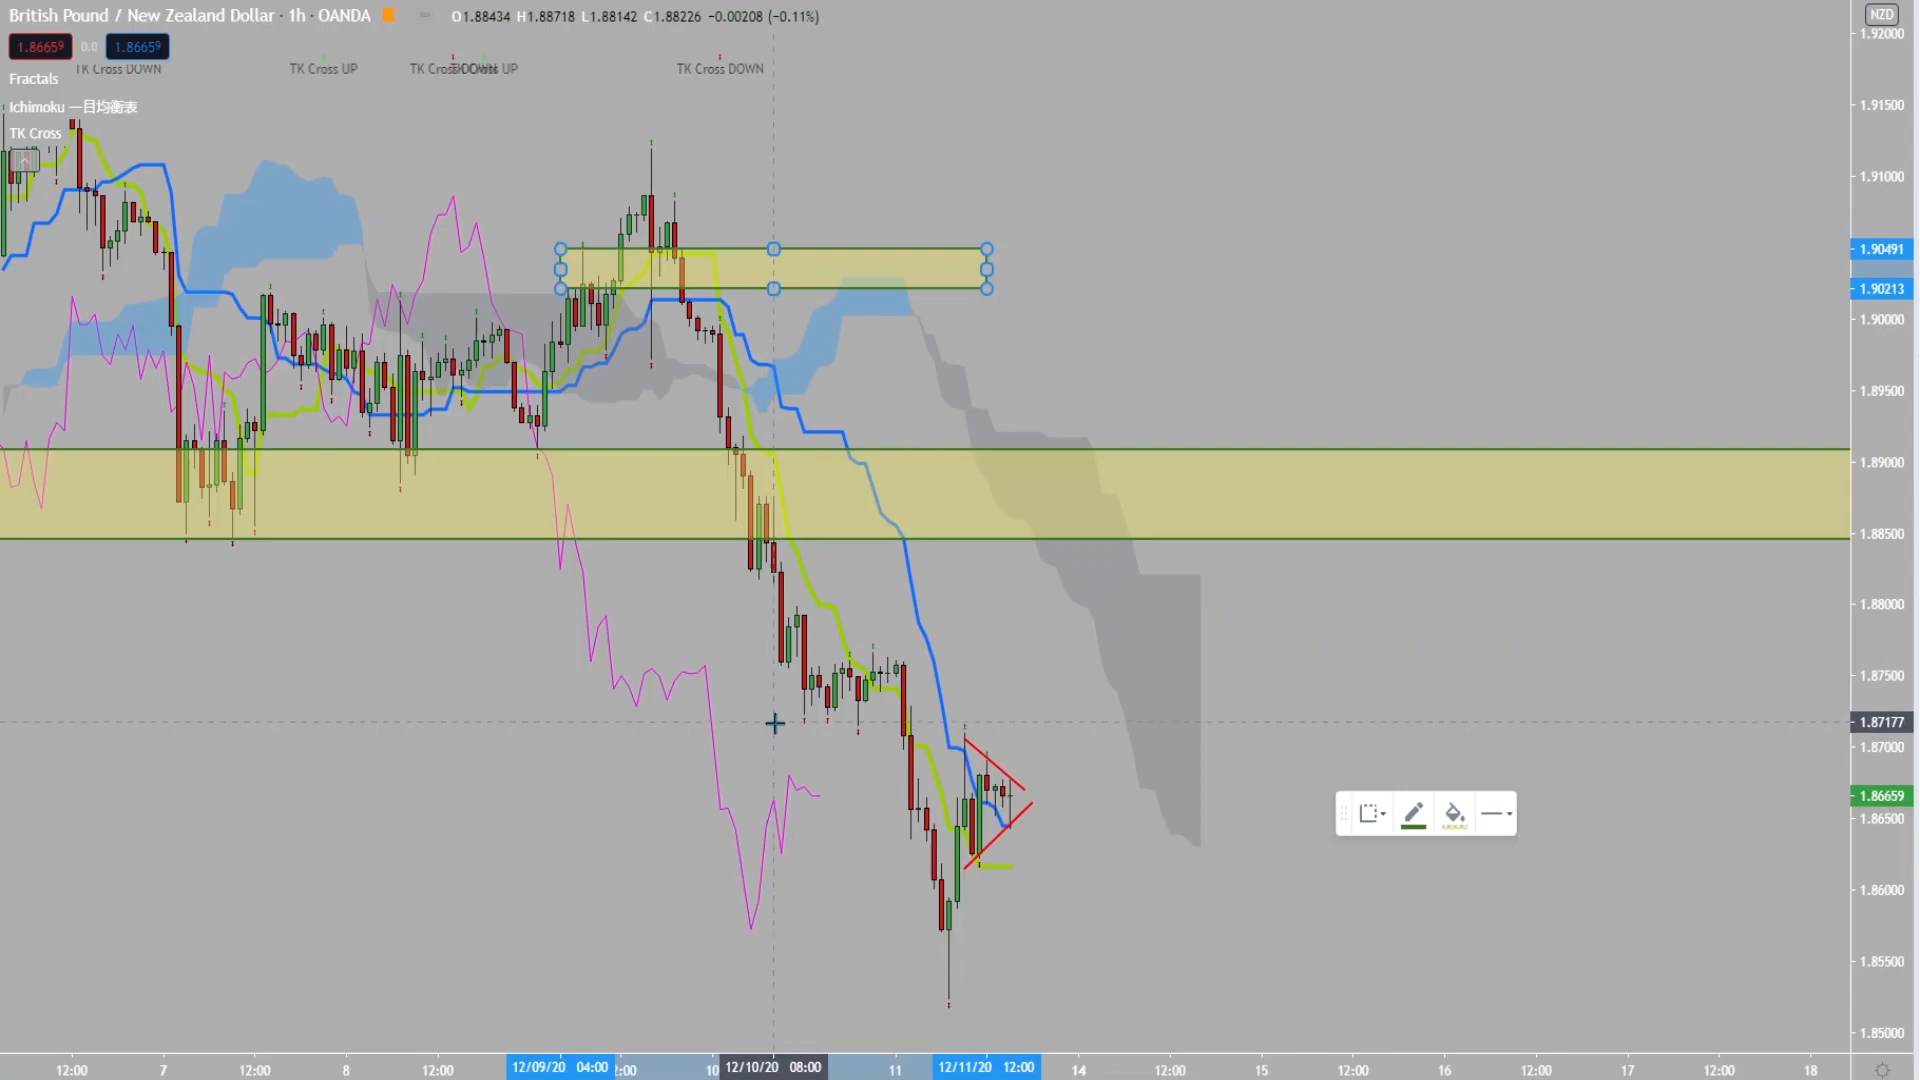 British Pound / New Zealand Dollar · 1h · OANDA O1.88434 H1.88718 L1.88142 C1.88226 −0.00208 (−0.11%)
NZD
1.86659 0.0 1.86659
TK Cross DOWN
TK Cross UP
TK Cross DOWN
TK Cross UP
TK Cross DOWN
Fractals
Ichimoku 一目均衡表
TK Cross
1.92000
1.91500
1.91000
1.90491
1.90213
1.90000
1.89500
1.89000
1.88500
1.88000
1.87500
1.87177
1.87000
1.86659
1.86500
1.86000
1.85500
1.85000
12:00 7 12:00 8 12:00 12/09/20 04:00 2:00 10 12/10/20 08:00 11 12/11/20 12:00 14 12:00 15 12:00 16 12:00 17 12:00 18